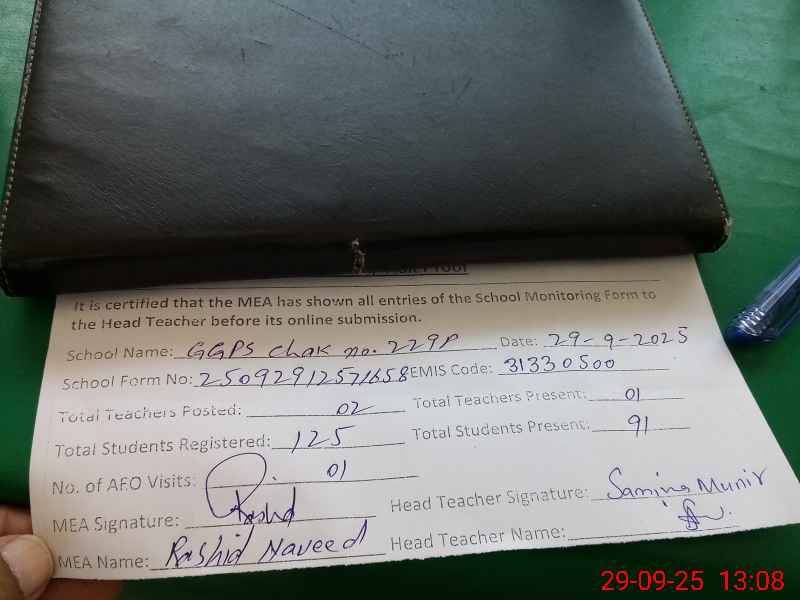 Visit Proof
It is certified that the MEA has shown all entries of the School Monitoring Form to
the Head Teacher before its online submission.
School Name: GGPS Chak no. 229P Date: 29-9-2025
School Form No: 25092912571658 EMIS Code: 31330500
Total Teachers Posted: 02 Total Teachers Present: 01
Total Students Registered: 125 Total Students Present: 91
No. of AEO Visits: 01
MEA Signature: Rashid Head Teacher Signature: Samina Munir
MEA Name: Rashid Naveed Head Teacher Name:
29-09-25 13:08